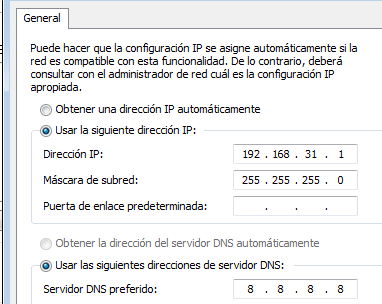 General
Puede hacer que la configuración IP se asigne automáticamente si la
red es compatible con esta funcionalidad. De lo contrario, deberá
consultar con el administrador de red cuál es la configuración IP
apropiada.
Obtener una dirección IP automáticamente
Usar la siguiente dirección IP:
Dirección IP: 192 . 168 . 31 . 1
Máscara de subred: 255 . 255 . 255 . 0
Puerta de enlace predeterminada: . . .
Obtener la dirección del servidor DNS automáticamente
Usar las siguientes direcciones de servidor DNS:
Servidor DNS preferido: 8 . 8 . 8 . 8